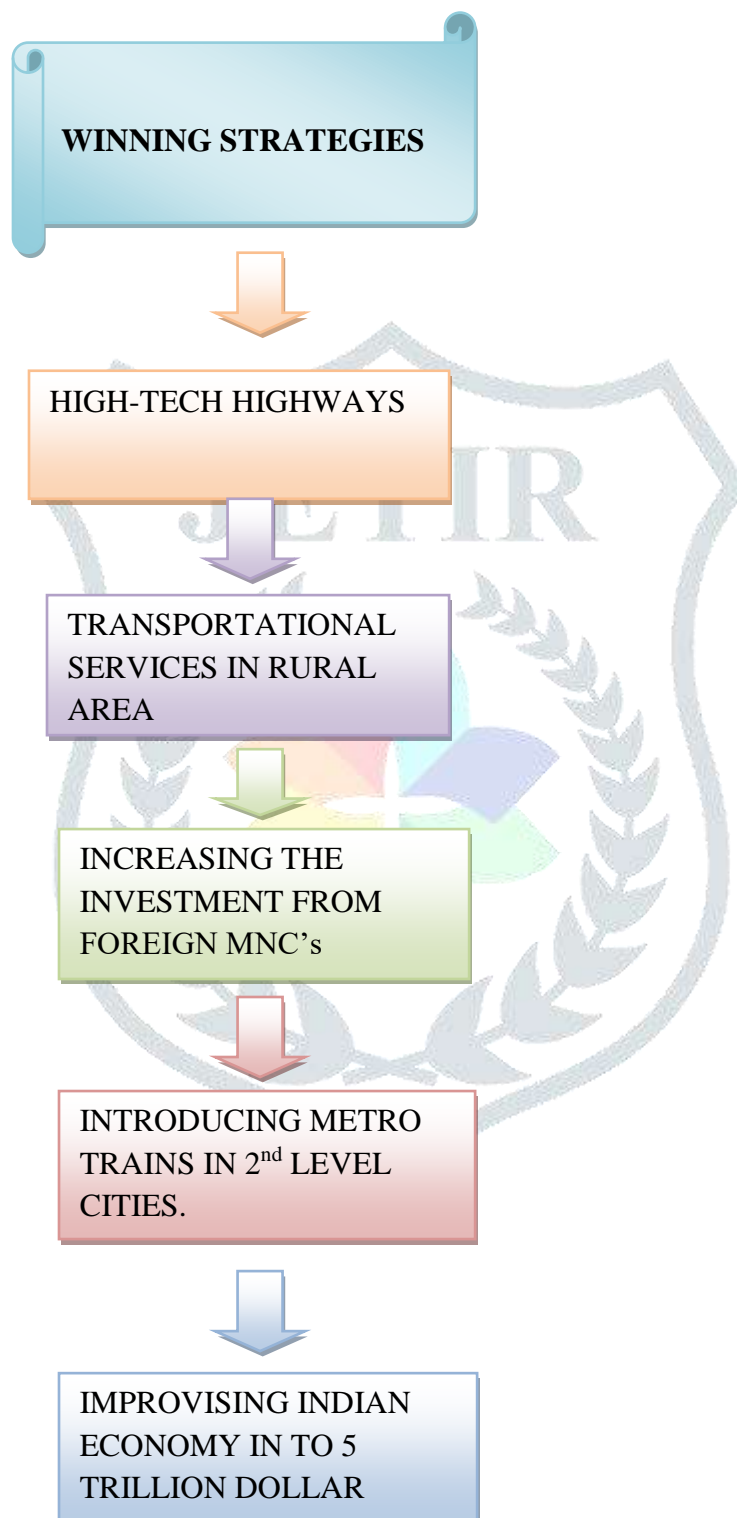 WINNING STRATEGIES
HIGH-TECH HIGHWAYS
JETIR
TRANSPORTATIONAL
SERVICES IN RURAL
AREA
INCREASING THE
INVESTMENT FROM
FOREIGN MNC’s
INTRODUCING METRO
TRAINS IN 2nd LEVEL
CITIES.
IMPROVISING INDIAN
ECONOMY IN TO 5
TRILLION DOLLAR